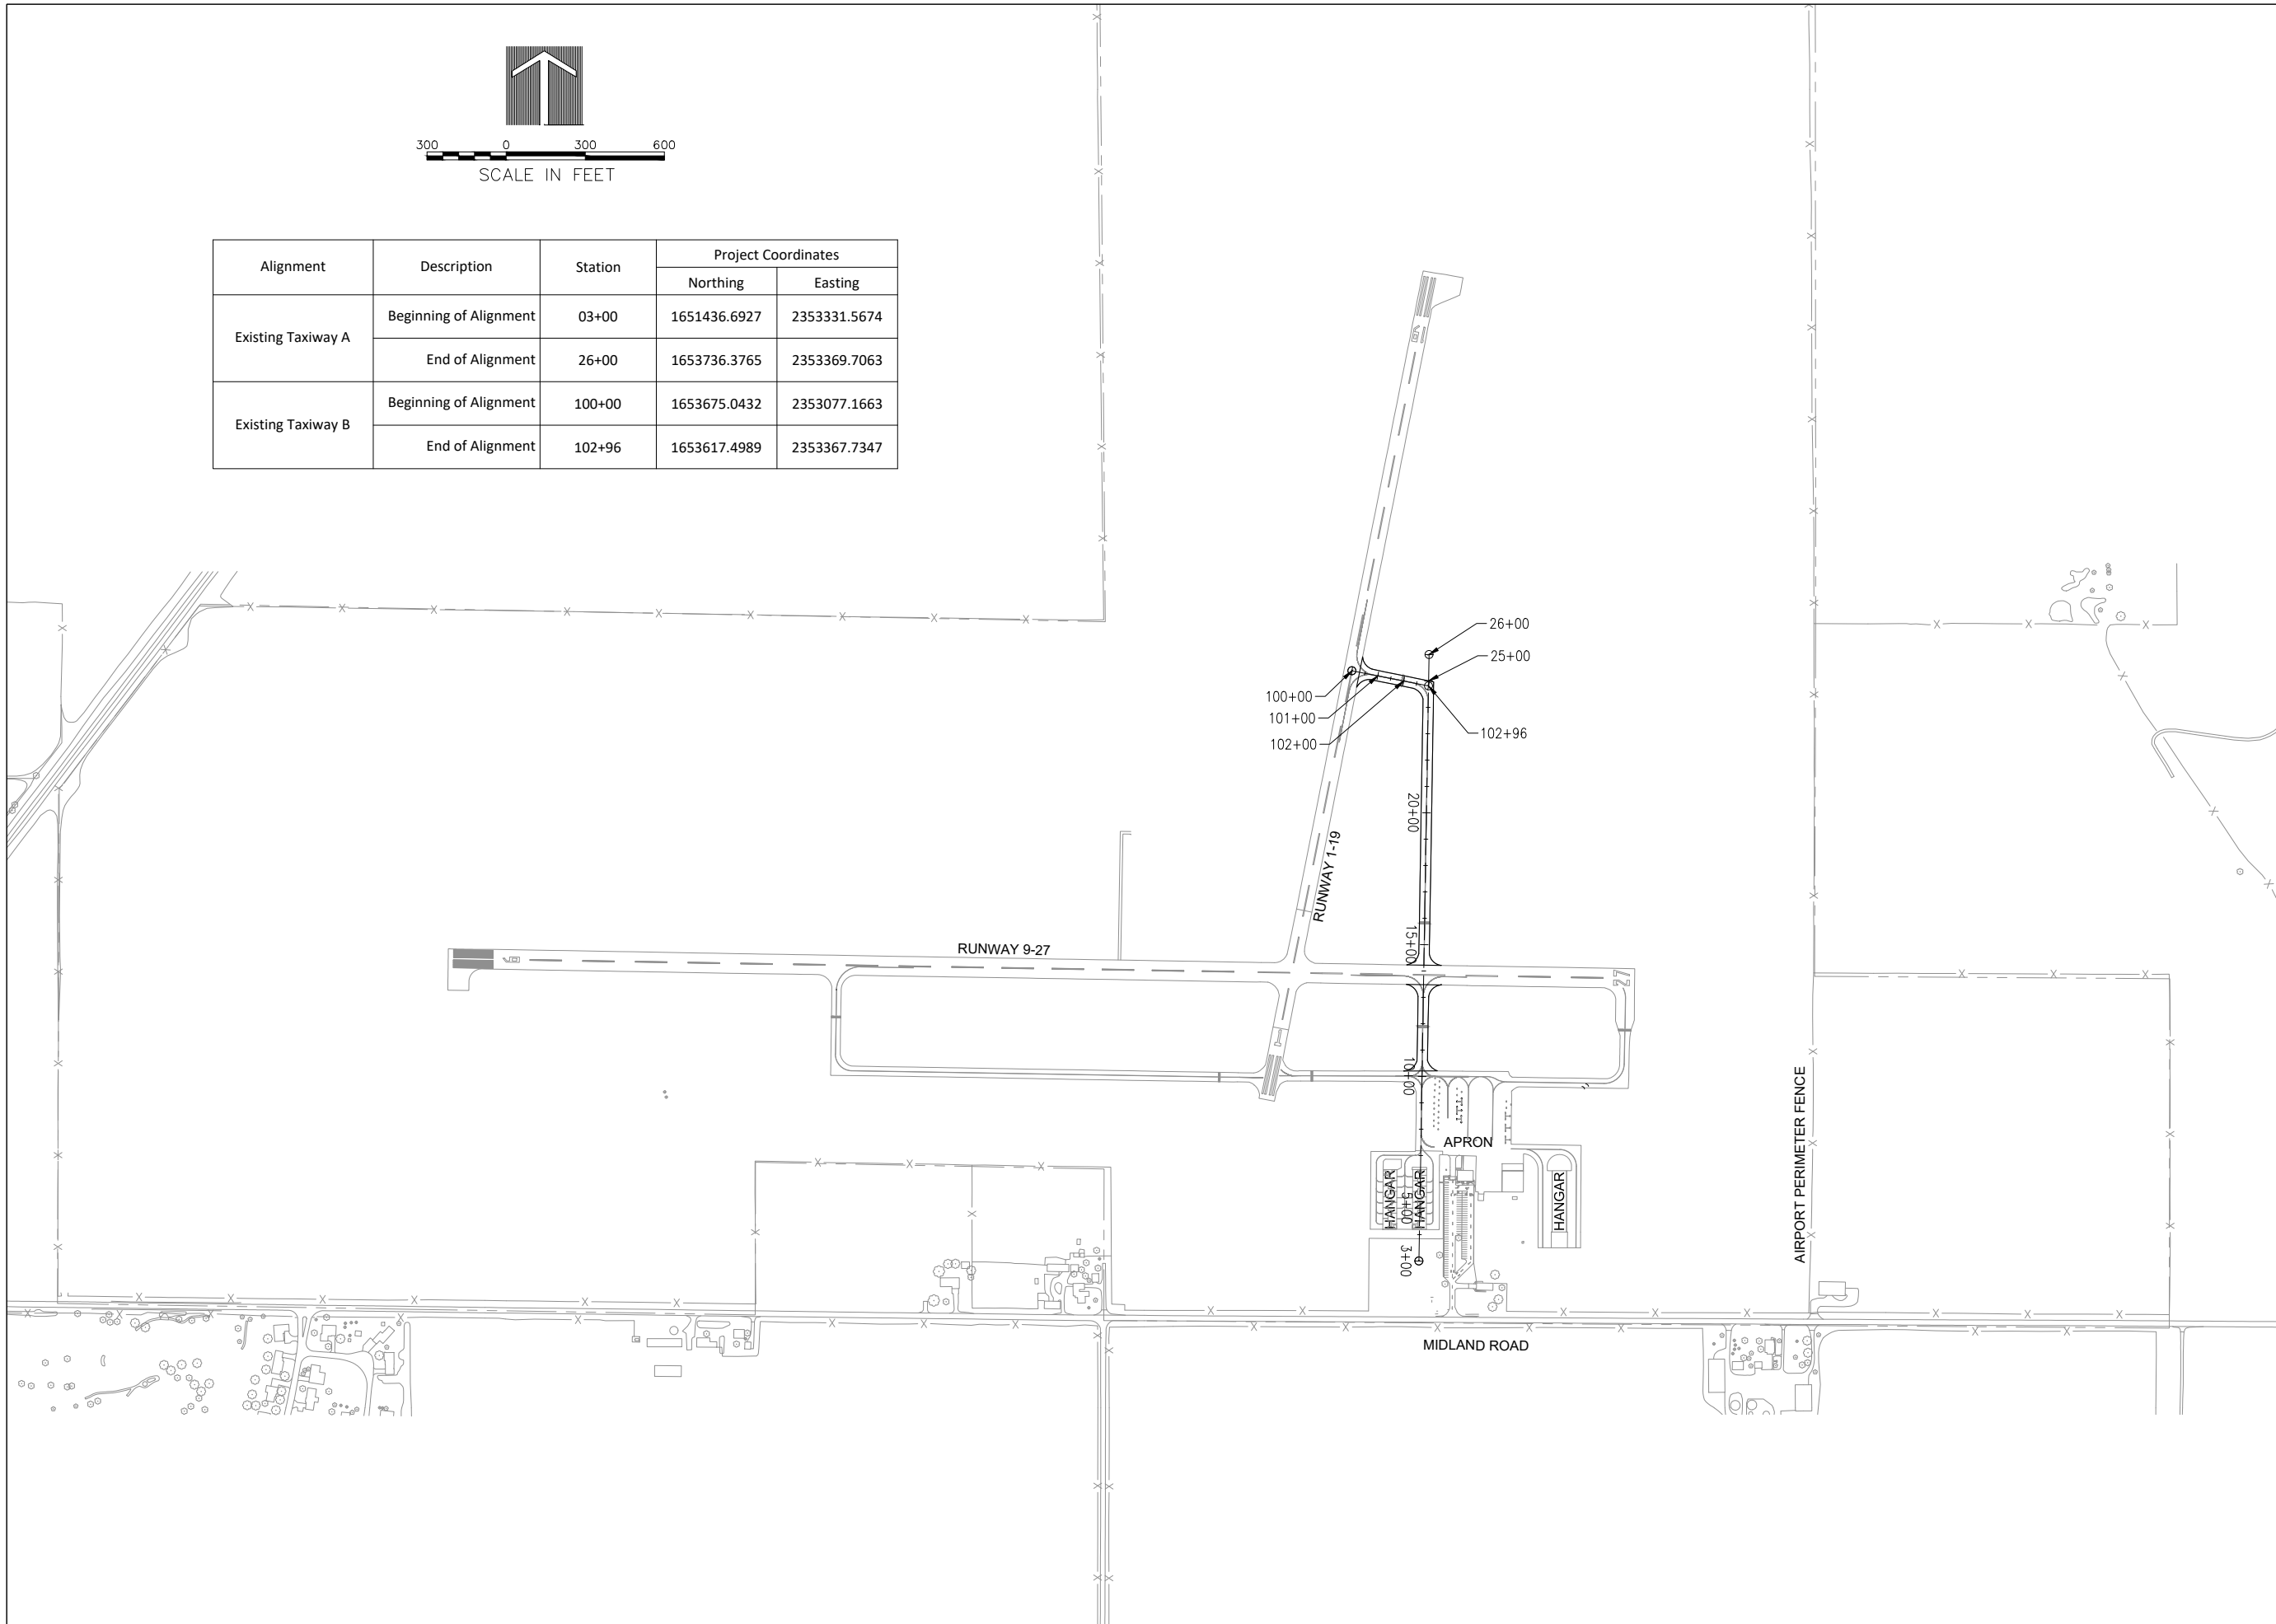 300 0 300 600
SCALE IN FEET
Alignment Description Station Project Coordinates
Northing Easting
Existing Taxiway A Beginning of Alignment 03+00 1651436.6927 2353331.5674
End of Alignment 26+00 1653736.3765 2353369.7063
Existing Taxiway B Beginning of Alignment 100+00 1653675.0432 2353077.1663
End of Alignment 102+96 1653617.4989 2353367.7347
19
26+00
25+00
100+00
101+00
102+00
102+96
20+00
RUNWAY 1-19
15+00
RUNWAY 9-27
9
27
1
10+00
APRON
HANGAR
5+00
HANGAR
HANGAR
3+00
AIRPORT PERIMETER FENCE
MIDLAND ROAD